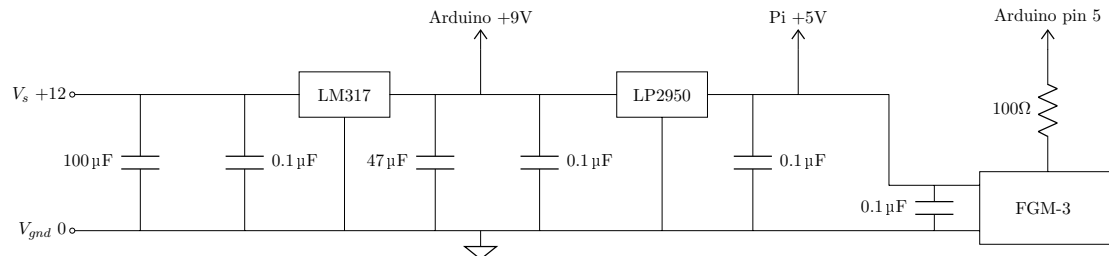 Arduino +9V
Pi +5V
Arduino pin 5
V_s +12
LM317
LP2950
100Ω
100 µF
0.1 µF
47 µF
0.1 µF
0.1 µF
0.1 µF
FGM-3
V_gnd 0